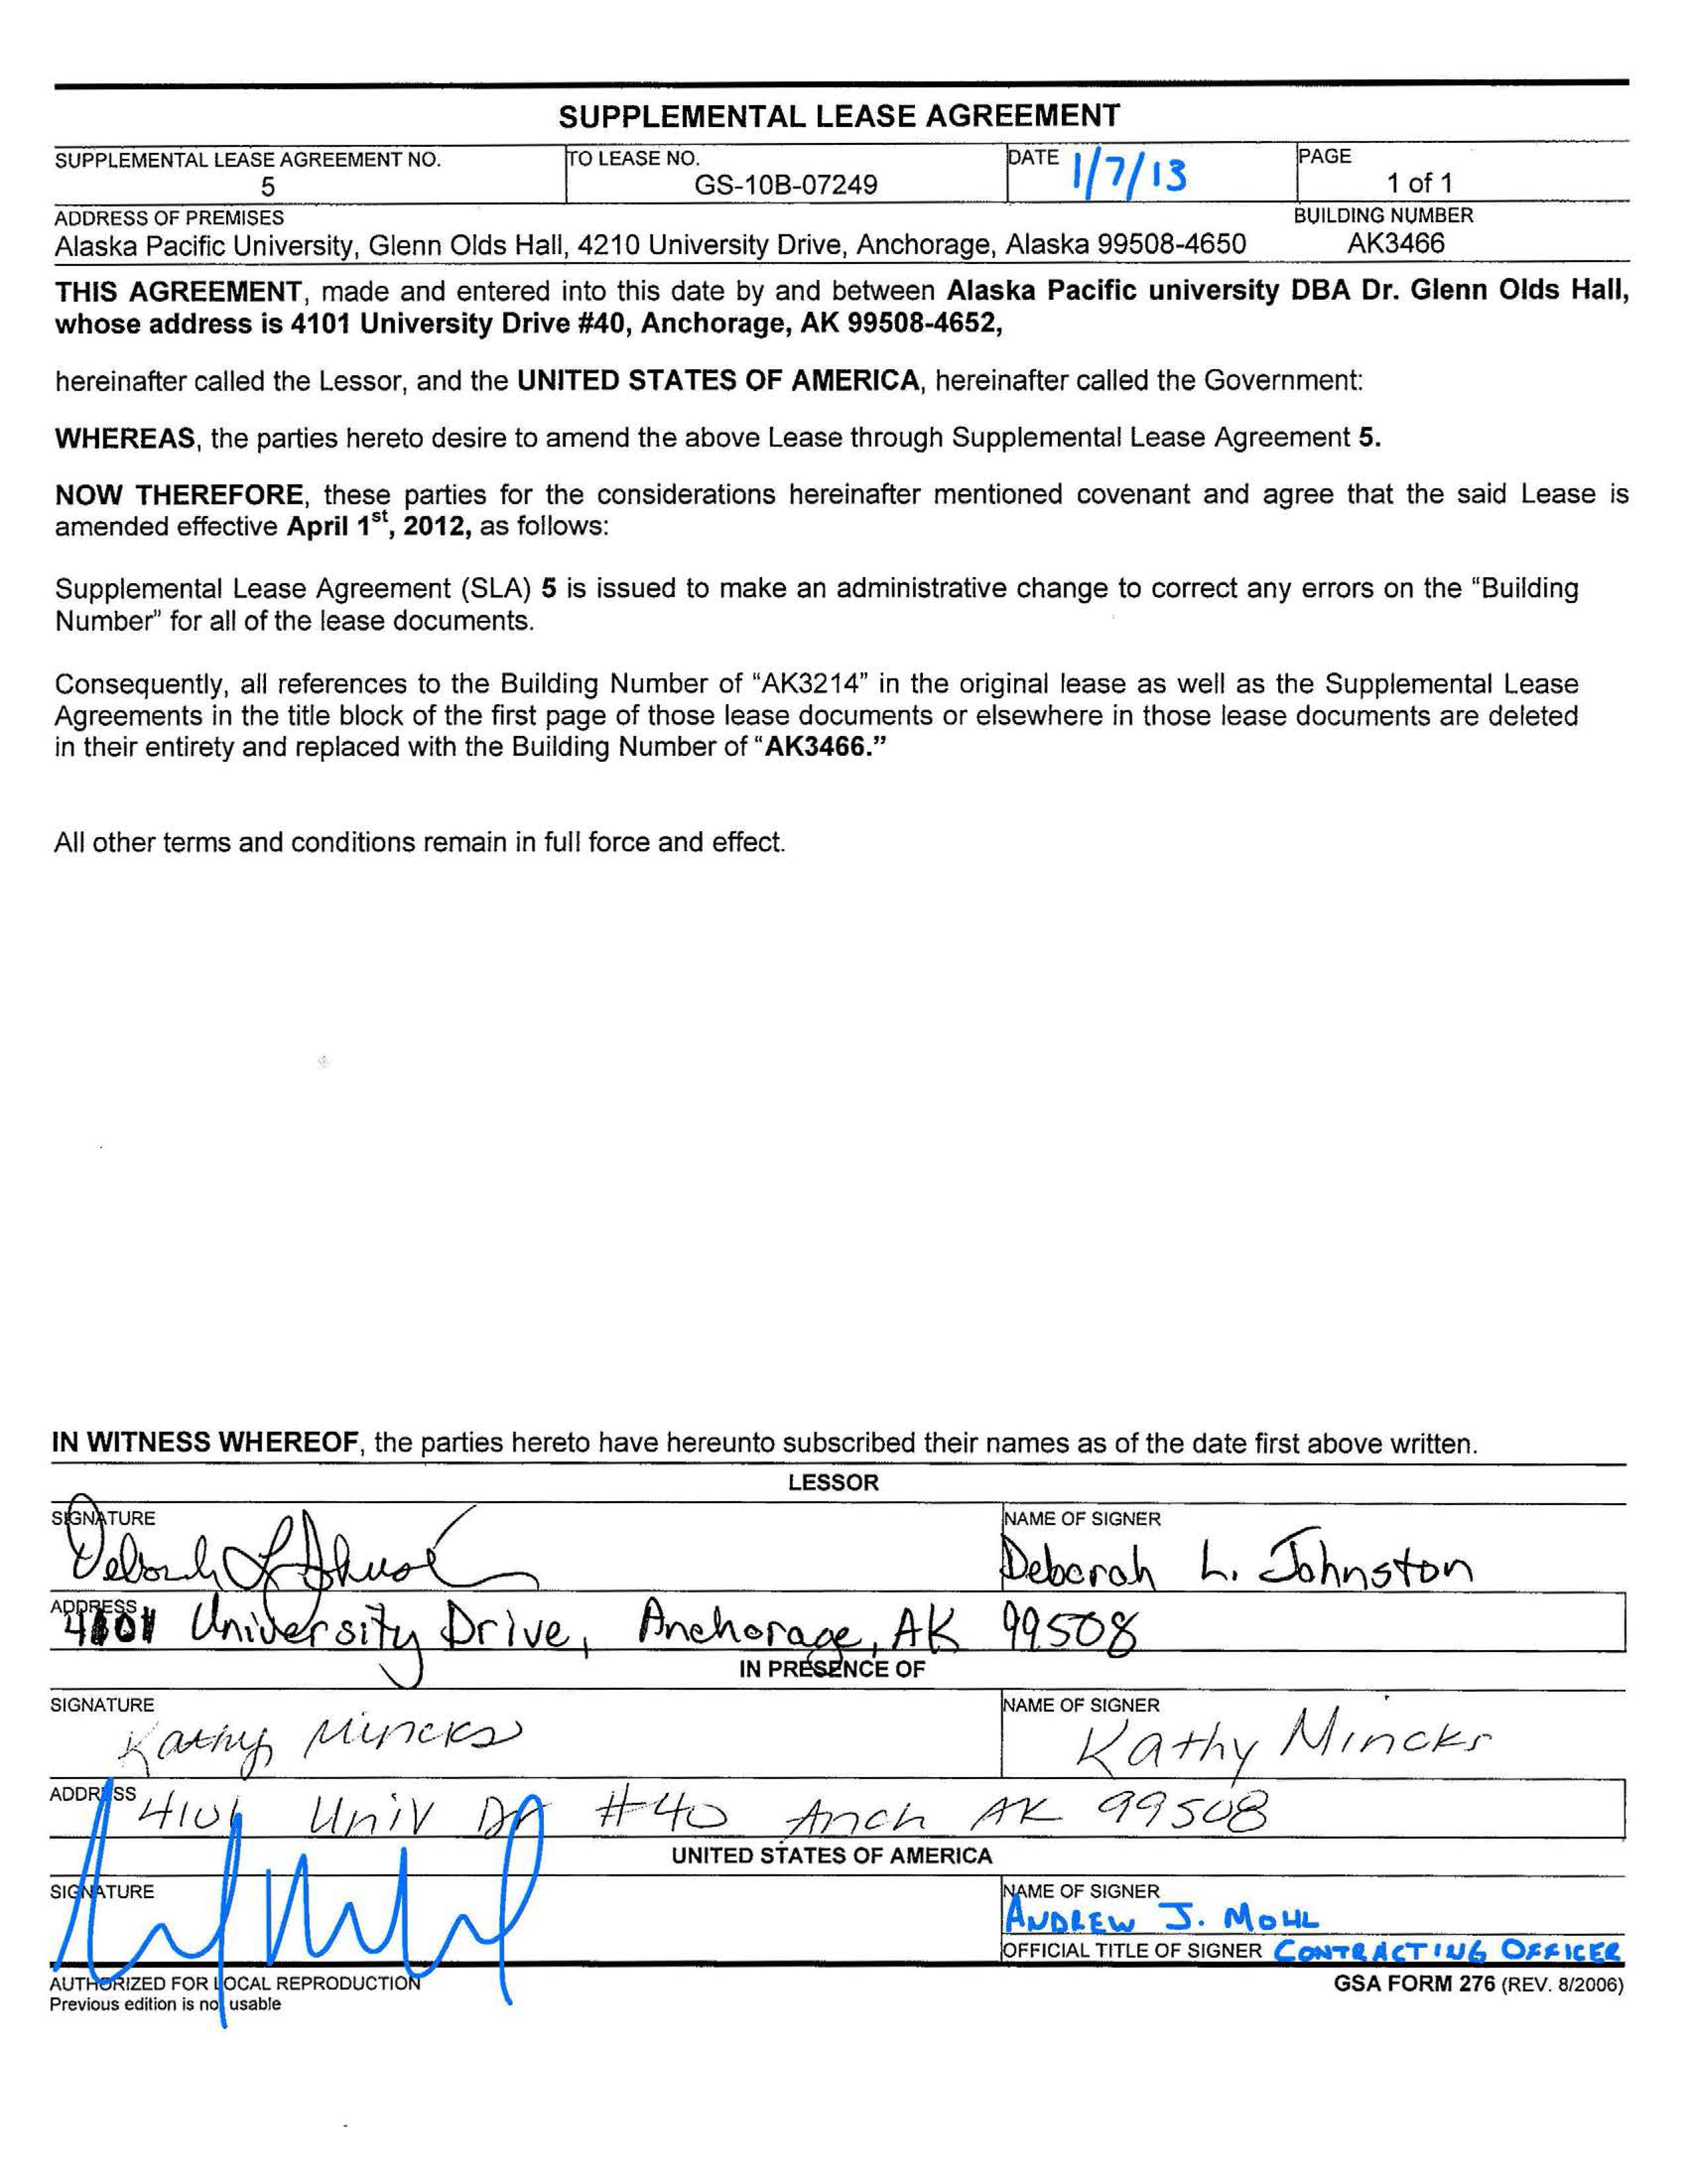 SUPPLEMENTAL LEASE AGREEMENT
SUPPLEMENTAL LEASE AGREEMENT NO.
5
TO LEASE NO.
GS-10B-07249
DATE 1/7/13
PAGE
1 of 1
ADDRESS OF PREMISES
Alaska Pacific University, Glenn Olds Hall, 4210 University Drive, Anchorage, Alaska 99508-4650
BUILDING NUMBER
AK3466
THIS AGREEMENT, made and entered into this date by and between Alaska Pacific university DBA Dr. Glenn Olds Hall,
whose address is 4101 University Drive #40, Anchorage, AK 99508-4652,
hereinafter called the Lessor, and the UNITED STATES OF AMERICA, hereinafter called the Government:
WHEREAS, the parties hereto desire to amend the above Lease through Supplemental Lease Agreement 5.
NOW THEREFORE, these parties for the considerations hereinafter mentioned covenant and agree that the said Lease is
amended effective April 1st, 2012, as follows:
Supplemental Lease Agreement (SLA) 5 is issued to make an administrative change to correct any errors on the "Building
Number" for all of the lease documents.
Consequently, all references to the Building Number of "AK3214" in the original lease as well as the Supplemental Lease
Agreements in the title block of the first page of those lease documents or elsewhere in those lease documents are deleted
in their entirety and replaced with the Building Number of "AK3466."
All other terms and conditions remain in full force and effect.
IN WITNESS WHEREOF, the parties hereto have hereunto subscribed their names as of the date first above written.
LESSOR
SIGNATURE
Deborah L Johnston
NAME OF SIGNER
Deborah L. Johnston
ADDRESS
4101 University Drive, Anchorage, AK 99508
IN PRESENCE OF
SIGNATURE
Kathy Mincks
NAME OF SIGNER
Kathy Mincks
ADDRESS
4101 Univ Dr #40 Anch AK 99508
UNITED STATES OF AMERICA
SIGNATURE
NAME OF SIGNER
ANDREW J. MOHL
OFFICIAL TITLE OF SIGNER CONTRACTING OFFICER
AUTHORIZED FOR LOCAL REPRODUCTION
Previous edition is not usable
GSA FORM 276 (REV. 8/2006)